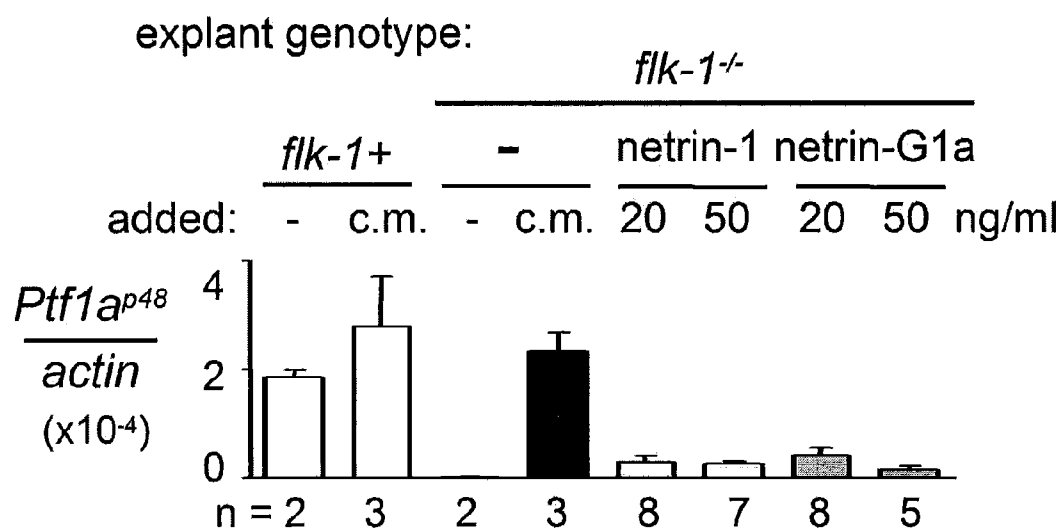 explant genotype:
flk-1-/-
flk-1+ - netrin-1 netrin-G1a
added: - c.m. - c.m. 20 50 20 50 ng/ml
Ptf1ap48
actin
(x10-4)
4
2
0
n = 2 3 2 3 8 7 8 5